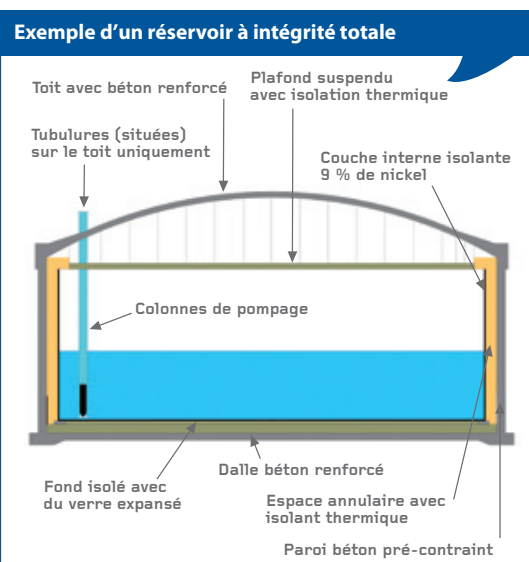 Exemple d'un réservoir à intégrité totale
Toit avec béton renforcé
Plafond suspendu
avec isolation thermique
Tubulures (situées)
sur le toit uniquement
Couche interne isolante
9 % de nickel
Colonnes de pompage
Dalle béton renforcé
Fond isolé avec
du verre expansé
Espace annulaire avec
isolant thermique
Paroi béton pré-contraint